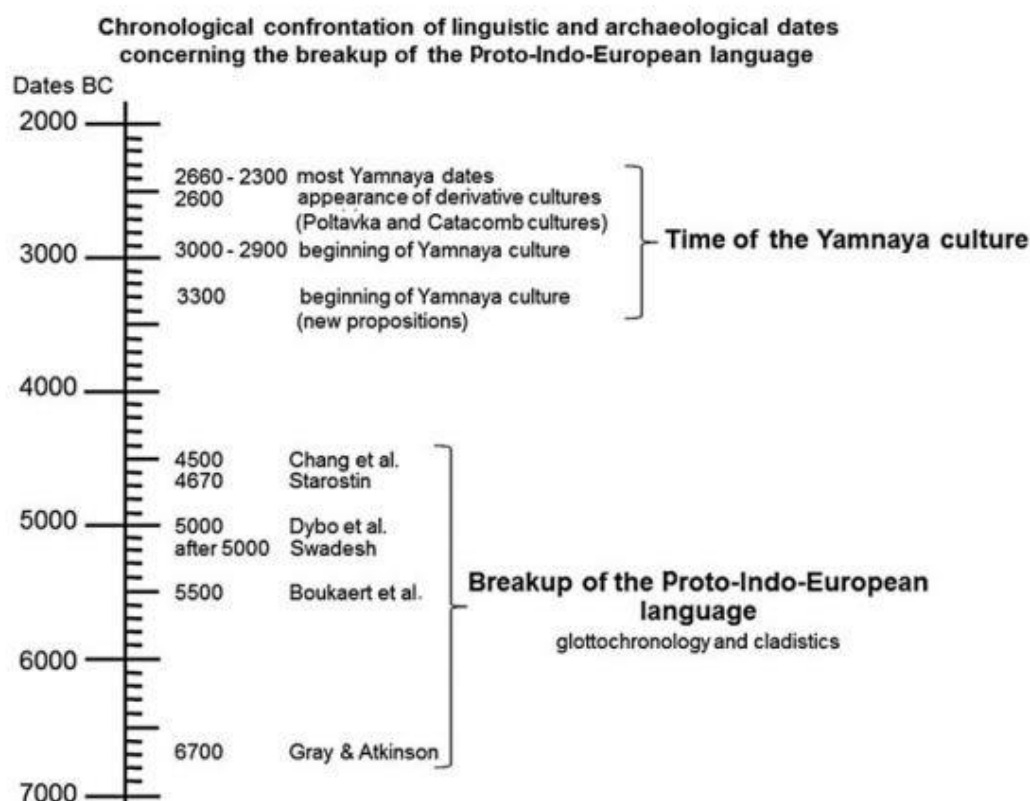 Chronological confrontation of linguistic and archaeological dates
concerning the breakup of the Proto-Indo-European language
Dates BC
2000
2660 - 2300 most Yamnaya dates
2600 appearance of derivative cultures
(Poltavka and Catacomb cultures)
3000
3000 - 2900 beginning of Yamnaya culture
3300 beginning of Yamnaya culture
(new propositions)
Time of the Yamnaya culture
4000
4500 Chang et al.
4670 Starostin
5000
5000 Dybo et al.
after 5000 Swadesh
5500 Boukaert et al.
Breakup of the Proto-Indo-European
language
glottochronology and cladistics
6000
6700 Gray & Atkinson
7000